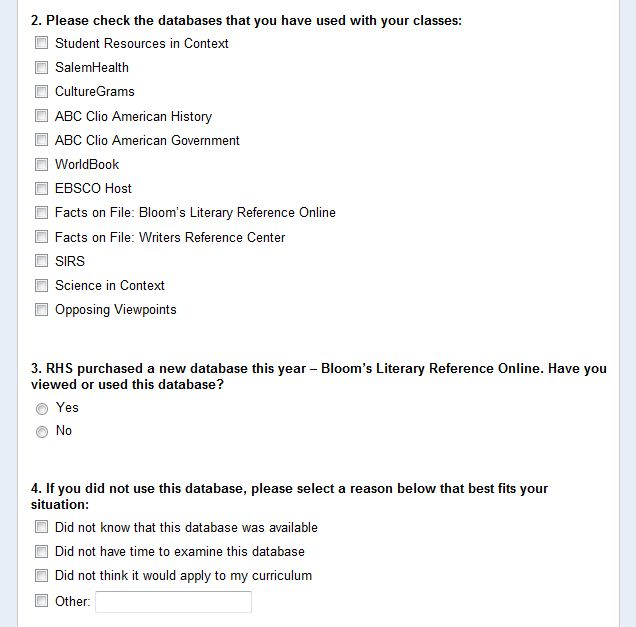 2. Please check the databases that you have used with your classes:
Student Resources in Context
SalemHealth
CultureGrams
ABC Clio American History
ABC Clio American Government
WorldBook
EBSCO Host
Facts on File: Bloom's Literary Reference Online
Facts on File: Writers Reference Center
SIRS
Science in Context
Opposing Viewpoints
3. RHS purchased a new database this year – Bloom's Literary Reference Online. Have you
viewed or used this database?
Yes
No
4. If you did not use this database, please select a reason below that best fits your
situation:
Did not know that this database was available
Did not have time to examine this database
Did not think it would apply to my curriculum
Other: